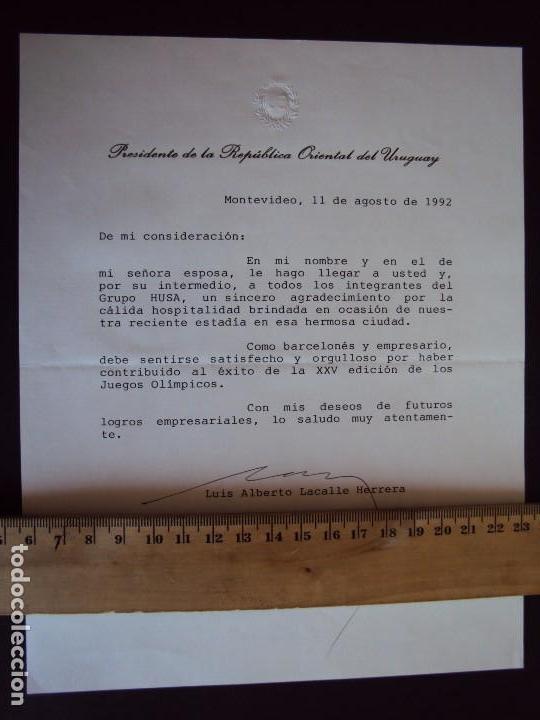 Presidente de la República Oriental del Uruguay
Montevideo, 11 de agosto de 1992
De mi consideración:
En mi nombre y en el de
mi señora esposa, le hago llegar a usted y,
por su intermedio, a todos los integrantes del
Grupo HUSA, un sincero agradecimiento por la
cálida hospitalidad brindada en ocasión de nues-
tra reciente estadía en esa hermosa ciudad.
Como barcelonés y empresario,
debe sentirse satisfecho y orgulloso por haber
contribuido al éxito de la XXV edición de los
Juegos Olímpicos.
Con mis deseos de futuros
logros empresariales, lo saludo muy atentamen-
te.
Luis Alberto Lacalle Herrera
5 6 7 8 9 10 11 12 13 14 15 16 17 18 19 20 21 22 23
todocoleccion